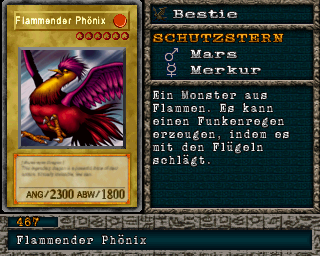 Flammender Phönix
ANG/2300 ABW/1800
Bestie
SCHUTZSTERN
Mars
Merkur
Ein Monster aus
Flammen. Es kann
einen Funkenregen
erzeugen, indem es
mit den Flügeln
schlägt.
467
Flammender Phönix